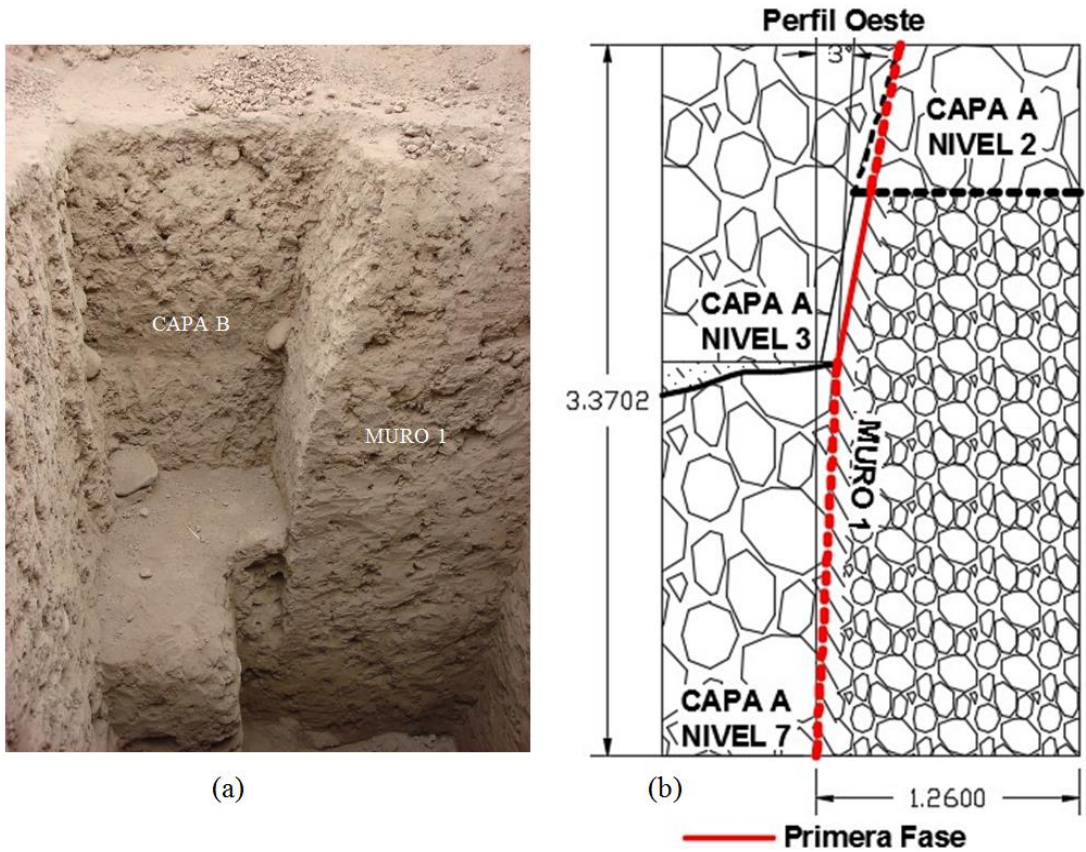 CAPA B
MURO 1
(a)
Perfil Oeste
3°
CAPA A
NIVEL 2
CAPA A
NIVEL 3
3.3702
MURO 1
CAPA A
NIVEL 7
1.2600
(b)
Primera Fase